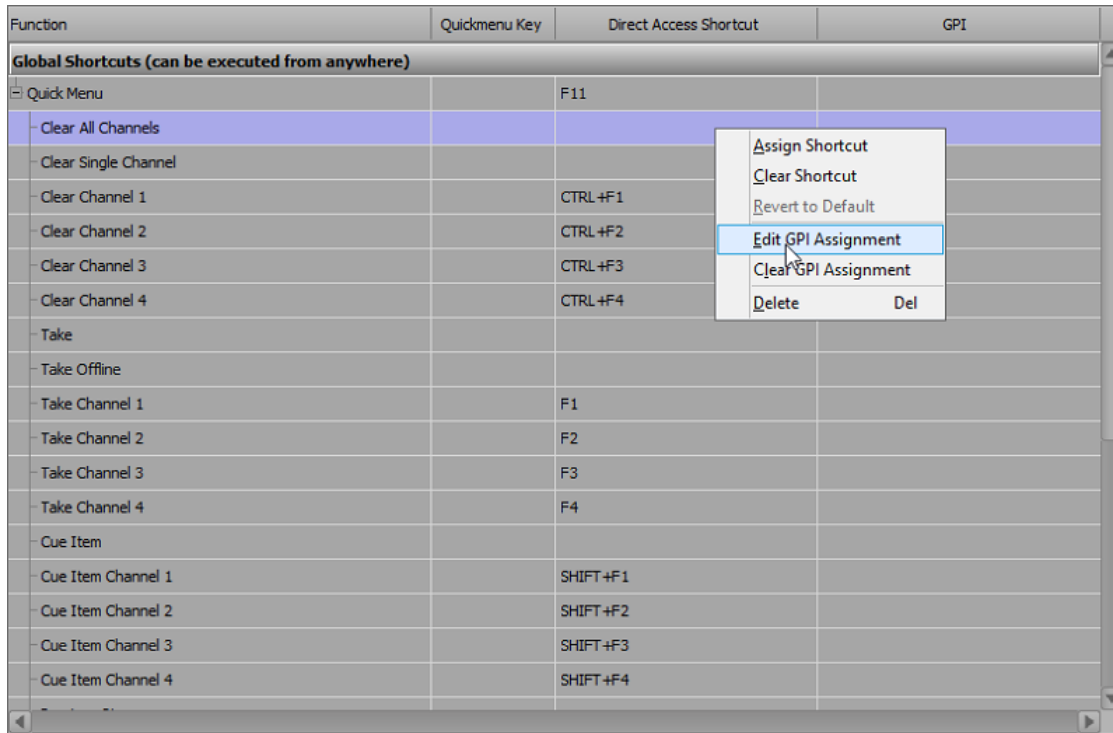 Function Quickmenu Key Direct Access Shortcut GPI
Global Shortcuts (can be executed from anywhere)
Quick Menu F11
Clear All Channels
Assign Shortcut
Clear Single Channel
Clear Shortcut
Clear Channel 1 CTRL+F1
Revert to Default
Clear Channel 2 CTRL+F2
Edit GPI Assignment
Clear Channel 3 CTRL+F3
Clear GPI Assignment
Clear Channel 4 CTRL+F4
Delete Del
Take
Take Offline
Take Channel 1 F1
Take Channel 2 F2
Take Channel 3 F3
Take Channel 4 F4
Cue Item
Cue Item Channel 1 SHIFT+F1
Cue Item Channel 2 SHIFT+F2
Cue Item Channel 3 SHIFT+F3
Cue Item Channel 4 SHIFT+F4